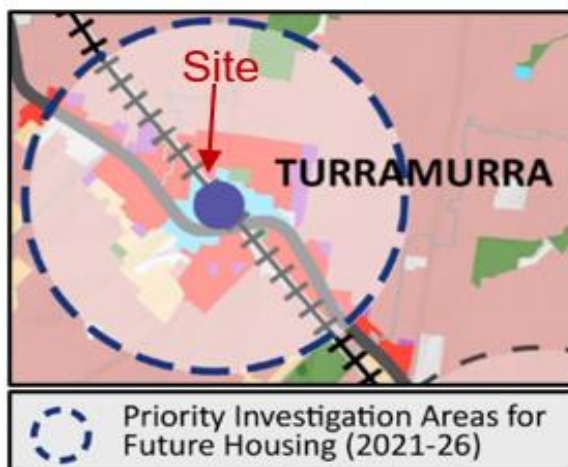 Site
TURRAMURRA
Priority Investigation Areas for
Future Housing (2021-26)